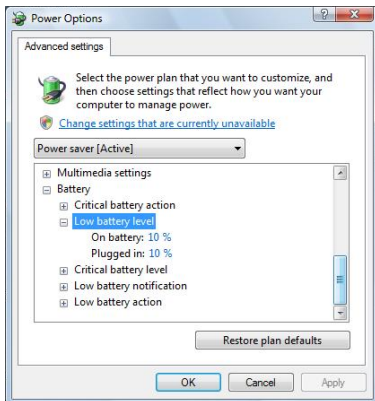 Power Options
Advanced settings
Select the power plan that you want to customize, and
then choose settings that reflect how you want your
computer to manage power.
Change settings that are currently unavailable
Power saver [Active]
Multimedia settings
Battery
Critical battery action
Low battery level
On battery: 10 %
Plugged in: 10 %
Critical battery level
Low battery notification
Low battery action
Restore plan defaults
OK Cancel Apply